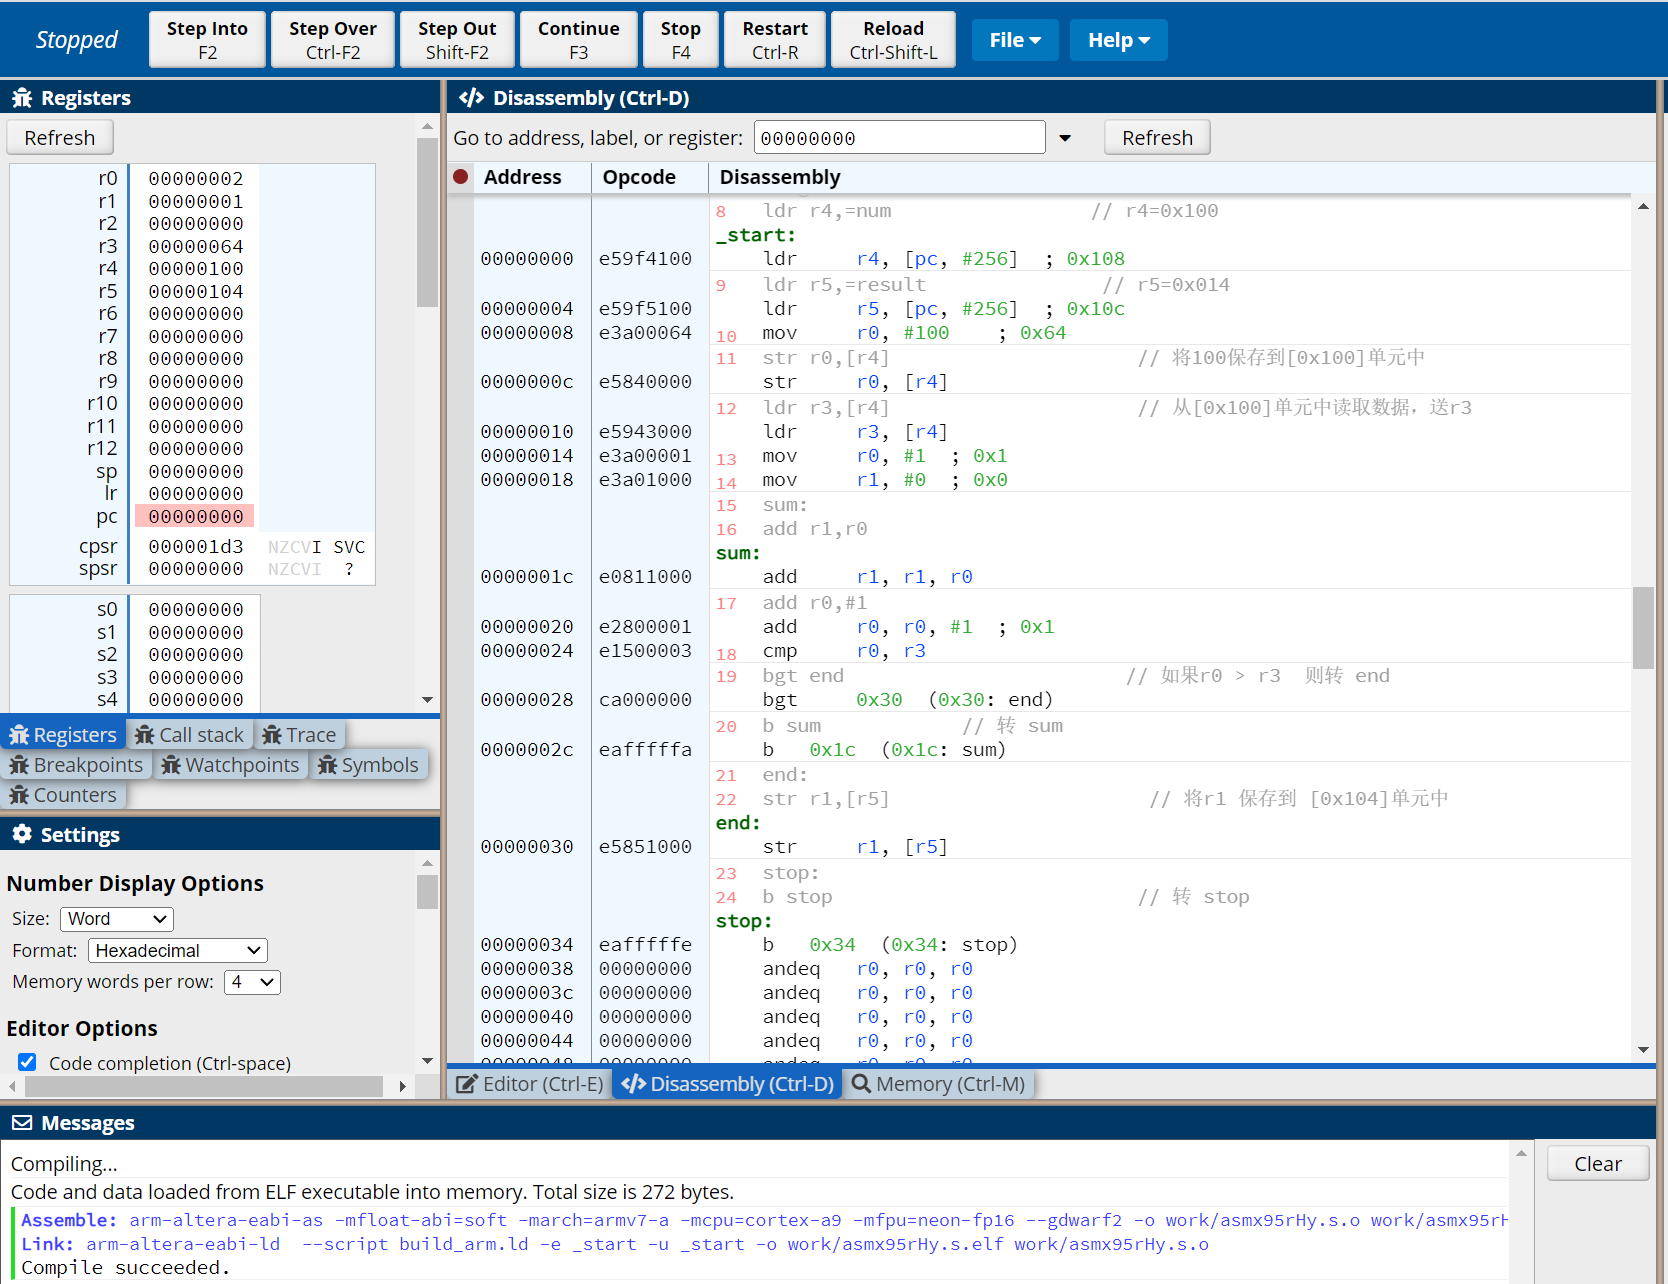 Stopped
Step Into F2
Step Over Ctrl-F2
Step Out Shift-F2
Continue F3
Stop F4
Restart Ctrl-R
Reload Ctrl-Shift-L
File
Help
Registers
Refresh
r0 00000002
r1 00000001
r2 00000000
r3 00000064
r4 00000100
r5 00000104
r6 00000000
r7 00000000
r8 00000000
r9 00000000
r10 00000000
r11 00000000
r12 00000000
sp 00000000
lr 00000000
pc 00000000
cpsr 000001d3 NZCVI SVC
spsr 00000000 NZCVI ?
s0 00000000
s1 00000000
s2 00000000
s3 00000000
s4 00000000
Registers Call stack Trace
Breakpoints Watchpoints Symbols
Counters
Settings
Number Display Options
Size: Word
Format: Hexadecimal
Memory words per row: 4
Editor Options
Code completion (Ctrl-space)
Disassembly (Ctrl-D)
Go to address, label, or register: 00000000 Refresh
Address Opcode Disassembly
8 ldr r4,=num // r4=0x100
_start:
00000000 e59f4100 ldr r4, [pc, #256] ; 0x108
9 ldr r5,=result // r5=0x014
00000004 e59f5100 ldr r5, [pc, #256] ; 0x10c
00000008 e3a00064 10 mov r0, #100 ; 0x64
11 str r0,[r4] // 将100保存到[0x100]单元中
0000000c e5840000 str r0, [r4]
12 ldr r3,[r4] // 从[0x100]单元中读取数据，送r3
00000010 e5943000 ldr r3, [r4]
00000014 e3a00001 13 mov r0, #1 ; 0x1
00000018 e3a01000 14 mov r1, #0 ; 0x0
15 sum:
16 add r1,r0
sum:
0000001c e0811000 add r1, r1, r0
17 add r0,#1
00000020 e2800001 add r0, r0, #1 ; 0x1
00000024 e1500003 18 cmp r0, r3
19 bgt end // 如果r0 > r3 则转 end
00000028 ca000000 bgt 0x30 (0x30: end)
20 b sum // 转 sum
0000002c eafffffa b 0x1c (0x1c: sum)
21 end:
22 str r1,[r5] // 将r1 保存到 [0x104]单元中
end:
00000030 e5851000 str r1, [r5]
23 stop:
24 b stop // 转 stop
stop:
00000034 eafffffe b 0x34 (0x34: stop)
00000038 00000000 andeq r0, r0, r0
0000003c 00000000 andeq r0, r0, r0
00000040 00000000 andeq r0, r0, r0
00000044 00000000 andeq r0, r0, r0
00000048 00000000 andeq r0, r0, r0
Editor (Ctrl-E) Disassembly (Ctrl-D) Memory (Ctrl-M)
Messages
Clear
Compiling...
Code and data loaded from ELF executable into memory. Total size is 272 bytes.
Assemble: arm-altera-eabi-as -mfloat-abi=soft -march=armv7-a -mcpu=cortex-a9 -mfpu=neon-fp16 --gdwarf2 -o work/asmx95rHy.s.o work/asmx95rH
Link: arm-altera-eabi-ld --script build_arm.ld -e _start -u _start -o work/asmx95rHy.s.elf work/asmx95rHy.s.o
Compile succeeded.